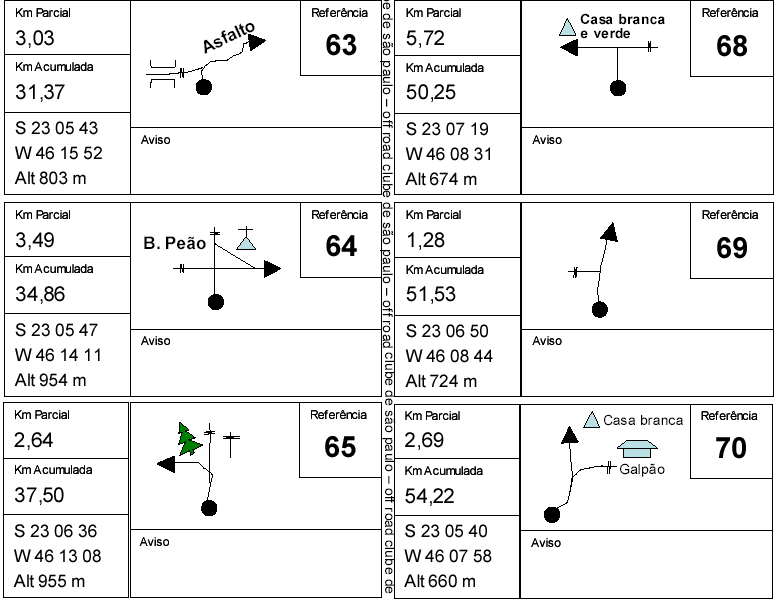 Km Parcial
3,03
Km Acumulada
31,37
S 23 05 43
W 46 15 52
Alt 803 m
Asfalto
Referência
63
Aviso
Km Parcial
3,49
Km Acumulada
34,86
S 23 05 47
W 46 14 11
Alt 954 m
B. Peão
Referência
64
Aviso
Km Parcial
2,64
Km Acumulada
37,50
S 23 06 36
W 46 13 08
Alt 955 m
Referência
65
Aviso
e de são paulo – off road clube de são paulo – off road clube de são paulo – off road clube de são paulo – off road clube de
Km Parcial
5,72
Km Acumulada
50,25
S 23 07 19
W 46 08 31
Alt 674 m
Casa branca
e verde
Referência
68
Aviso
Km Parcial
1,28
Km Acumulada
51,53
S 23 06 50
W 46 08 44
Alt 724 m
Referência
69
Aviso
Km Parcial
2,69
Km Acumulada
54,22
S 23 05 40
W 46 07 58
Alt 660 m
Casa branca
Galpão
Referência
70
Aviso